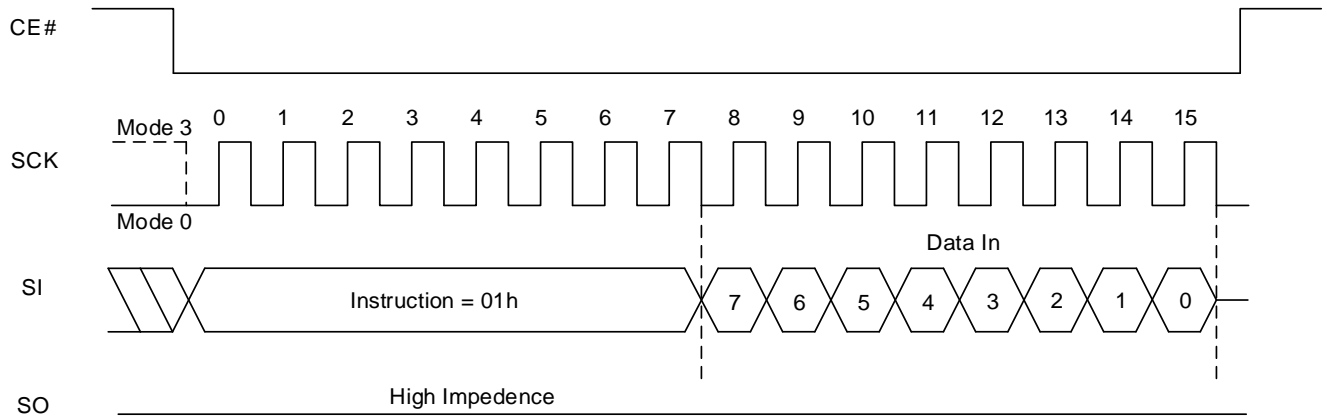 CE#
Mode 3
0 1 2 3 4 5 6 7 8 9 10 11 12 13 14 15
SCK
Mode 0
Data In
SI
Instruction = 01h
7 6 5 4 3 2 1 0
High Impedence
SO